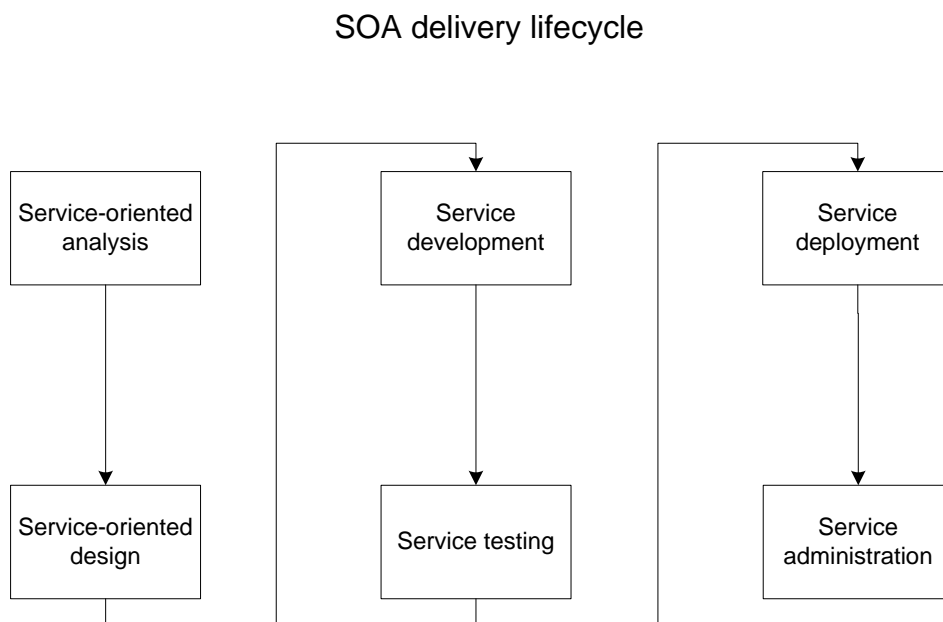 SOA delivery lifecycle
Service-oriented
analysis
Service-oriented
design
Service
development
Service testing
Service
deployment
Service
administration